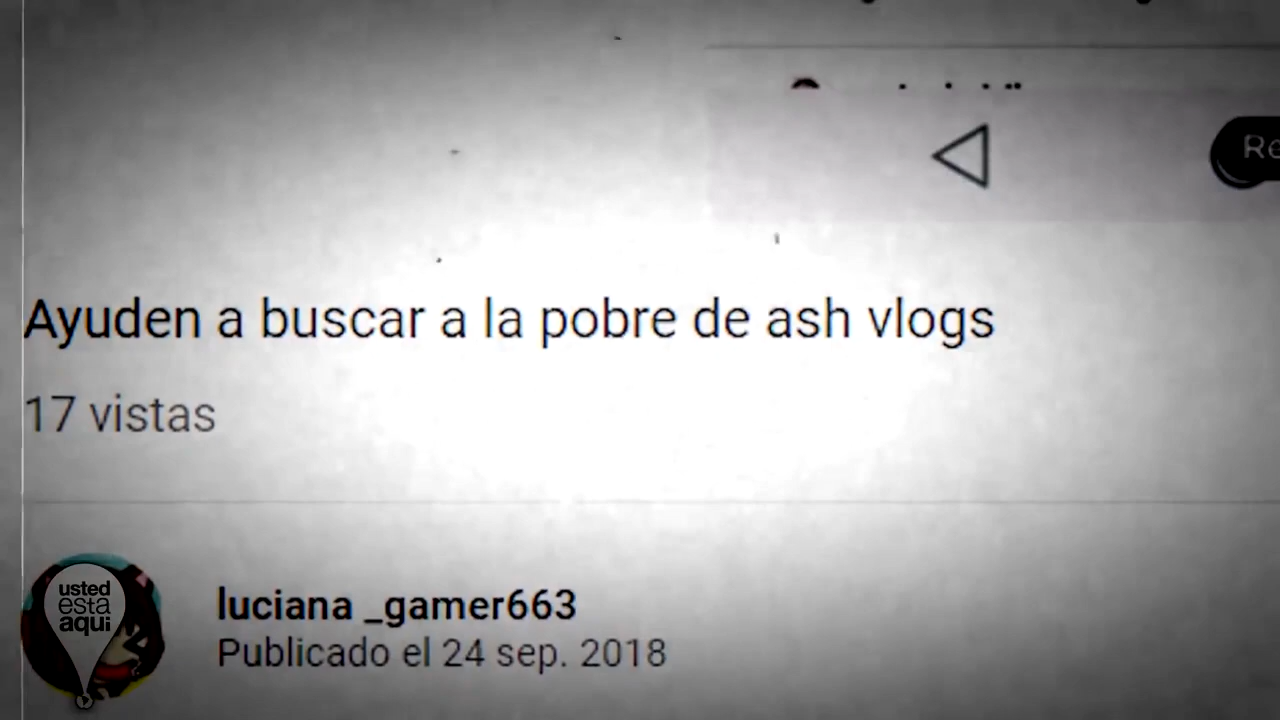 Re
Ayuden a buscar a la pobre de ash vlogs
17 vistas
luciana _gamer663
Publicado el 24 sep. 2018
usted
esta
aqui